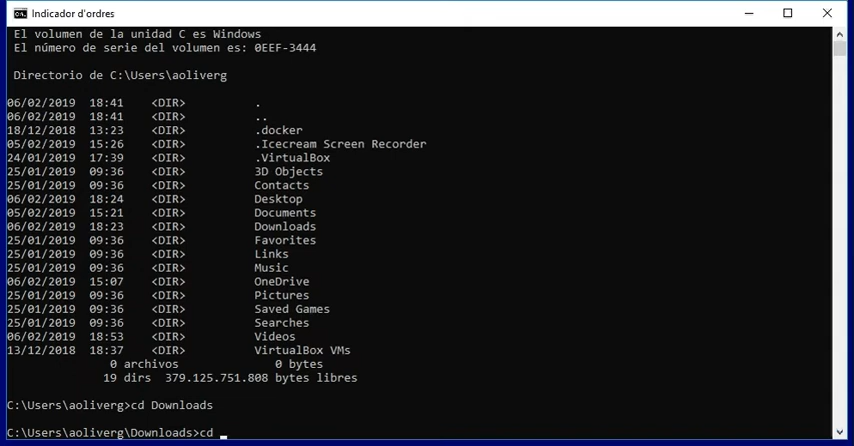 Indicador d'ordres
El volumen de la unidad C es Windows
El número de serie del volumen es: 0EEF-3444
Directorio de C:\Users\aoliverg
06/02/2019 18:41 <DIR> .
06/02/2019 18:41 <DIR> ..
18/12/2018 13:23 <DIR> .docker
05/02/2019 15:26 <DIR> .Icecream Screen Recorder
24/01/2019 17:39 <DIR> .VirtualBox
25/01/2019 09:36 <DIR> 3D Objects
25/01/2019 09:36 <DIR> Contacts
06/02/2019 18:24 <DIR> Desktop
05/02/2019 15:21 <DIR> Documents
06/02/2019 18:23 <DIR> Downloads
25/01/2019 09:36 <DIR> Favorites
25/01/2019 09:36 <DIR> Links
25/01/2019 09:36 <DIR> Music
06/02/2019 15:07 <DIR> OneDrive
25/01/2019 09:36 <DIR> Pictures
25/01/2019 09:36 <DIR> Saved Games
25/01/2019 09:36 <DIR> Searches
06/02/2019 18:53 <DIR> Videos
13/12/2018 18:37 <DIR> VirtualBox VMs
0 archivos 0 bytes
19 dirs 379.125.751.808 bytes libres
C:\Users\aoliverg>cd Downloads
C:\Users\aoliverg\Downloads>cd